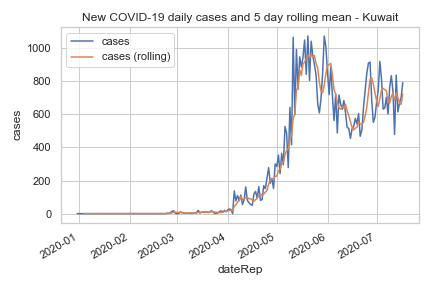 New COVID-19 daily cases and 5 day rolling mean - Kuwait
cases
cases (rolling)
1000
800
600
400
200
0
cases
2020-01
2020-02
2020-03
2020-04
2020-05
2020-06
2020-07
dateRep